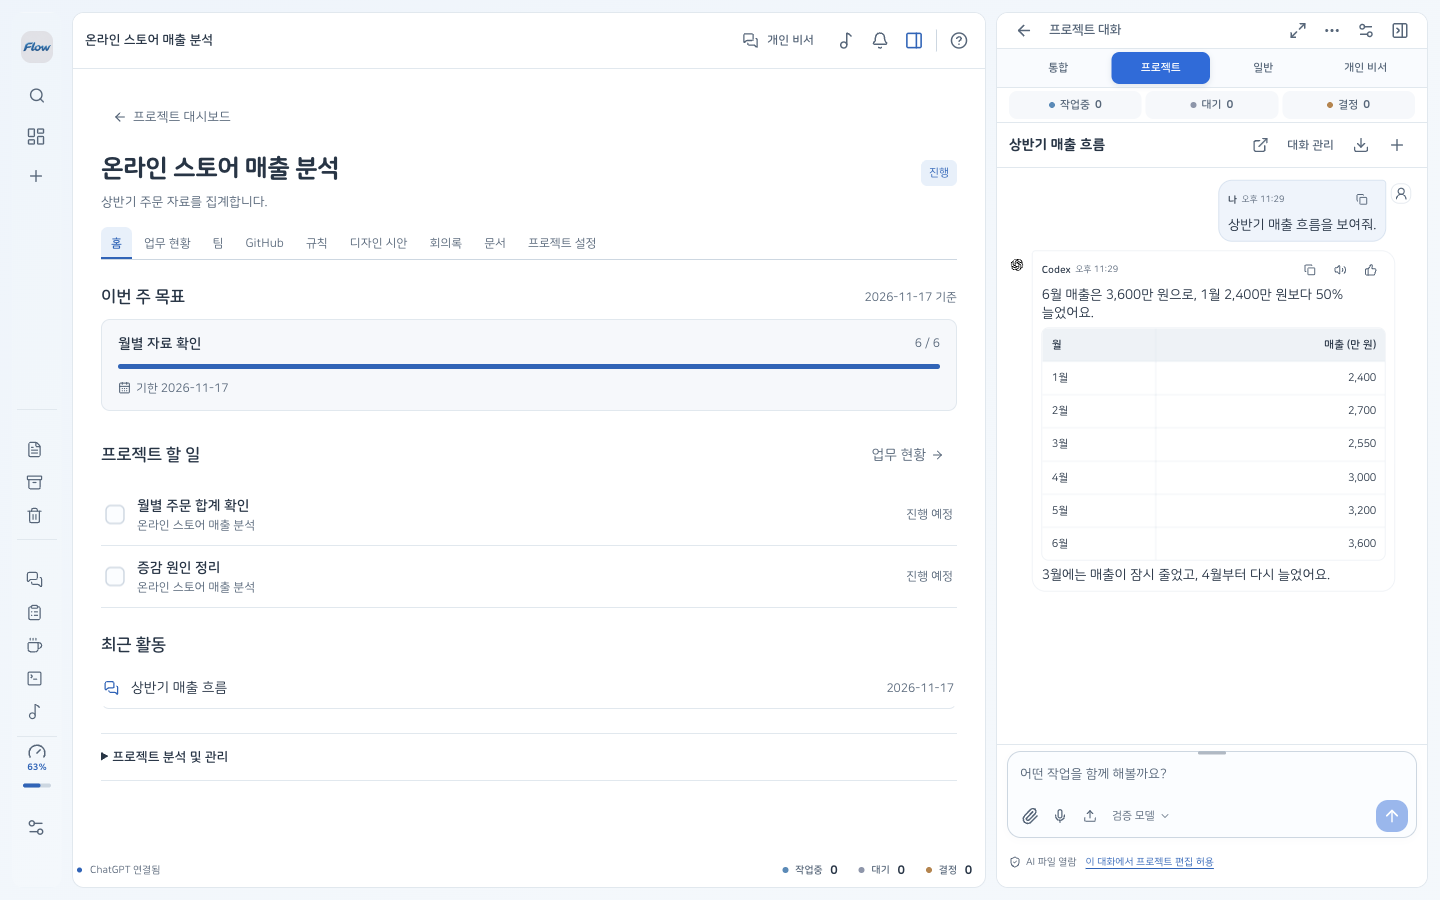 Flow
63%
온라인 스토어 매출 분석
개인 비서
프로젝트 대시보드
온라인 스토어 매출 분석
진행
상반기 주문 자료를 집계합니다.
홈 업무 현황 팀 GitHub 규칙 디자인 시안 회의록 문서 프로젝트 설정
이번 주 목표
2026-11-17 기준
월별 자료 확인
6 / 6
기한 2026-11-17
프로젝트 할 일
업무 현황
월별 주문 합계 확인
온라인 스토어 매출 분석
진행 예정
증감 원인 정리
온라인 스토어 매출 분석
진행 예정
최근 활동
상반기 매출 흐름
2026-11-17
프로젝트 분석 및 관리
ChatGPT 연결됨
작업중 0 대기 0 결정 0
프로젝트 대화
통합 프로젝트 일반 개인 비서
작업중 0 대기 0 결정 0
상반기 매출 흐름
대화 관리
나 오후 11:29
상반기 매출 흐름을 보여줘.
Codex 오후 11:29
6월 매출은 3,600만 원으로, 1월 2,400만 원보다 50%
늘었어요.
월 매출 (만 원)
1월 2,400
2월 2,700
3월 2,550
4월 3,000
5월 3,200
6월 3,600
3월에는 매출이 잠시 줄었고, 4월부터 다시 늘었어요.
어떤 작업을 함께 해볼까요?
검증 모델
AI 파일 열람 이 대화에서 프로젝트 편집 허용